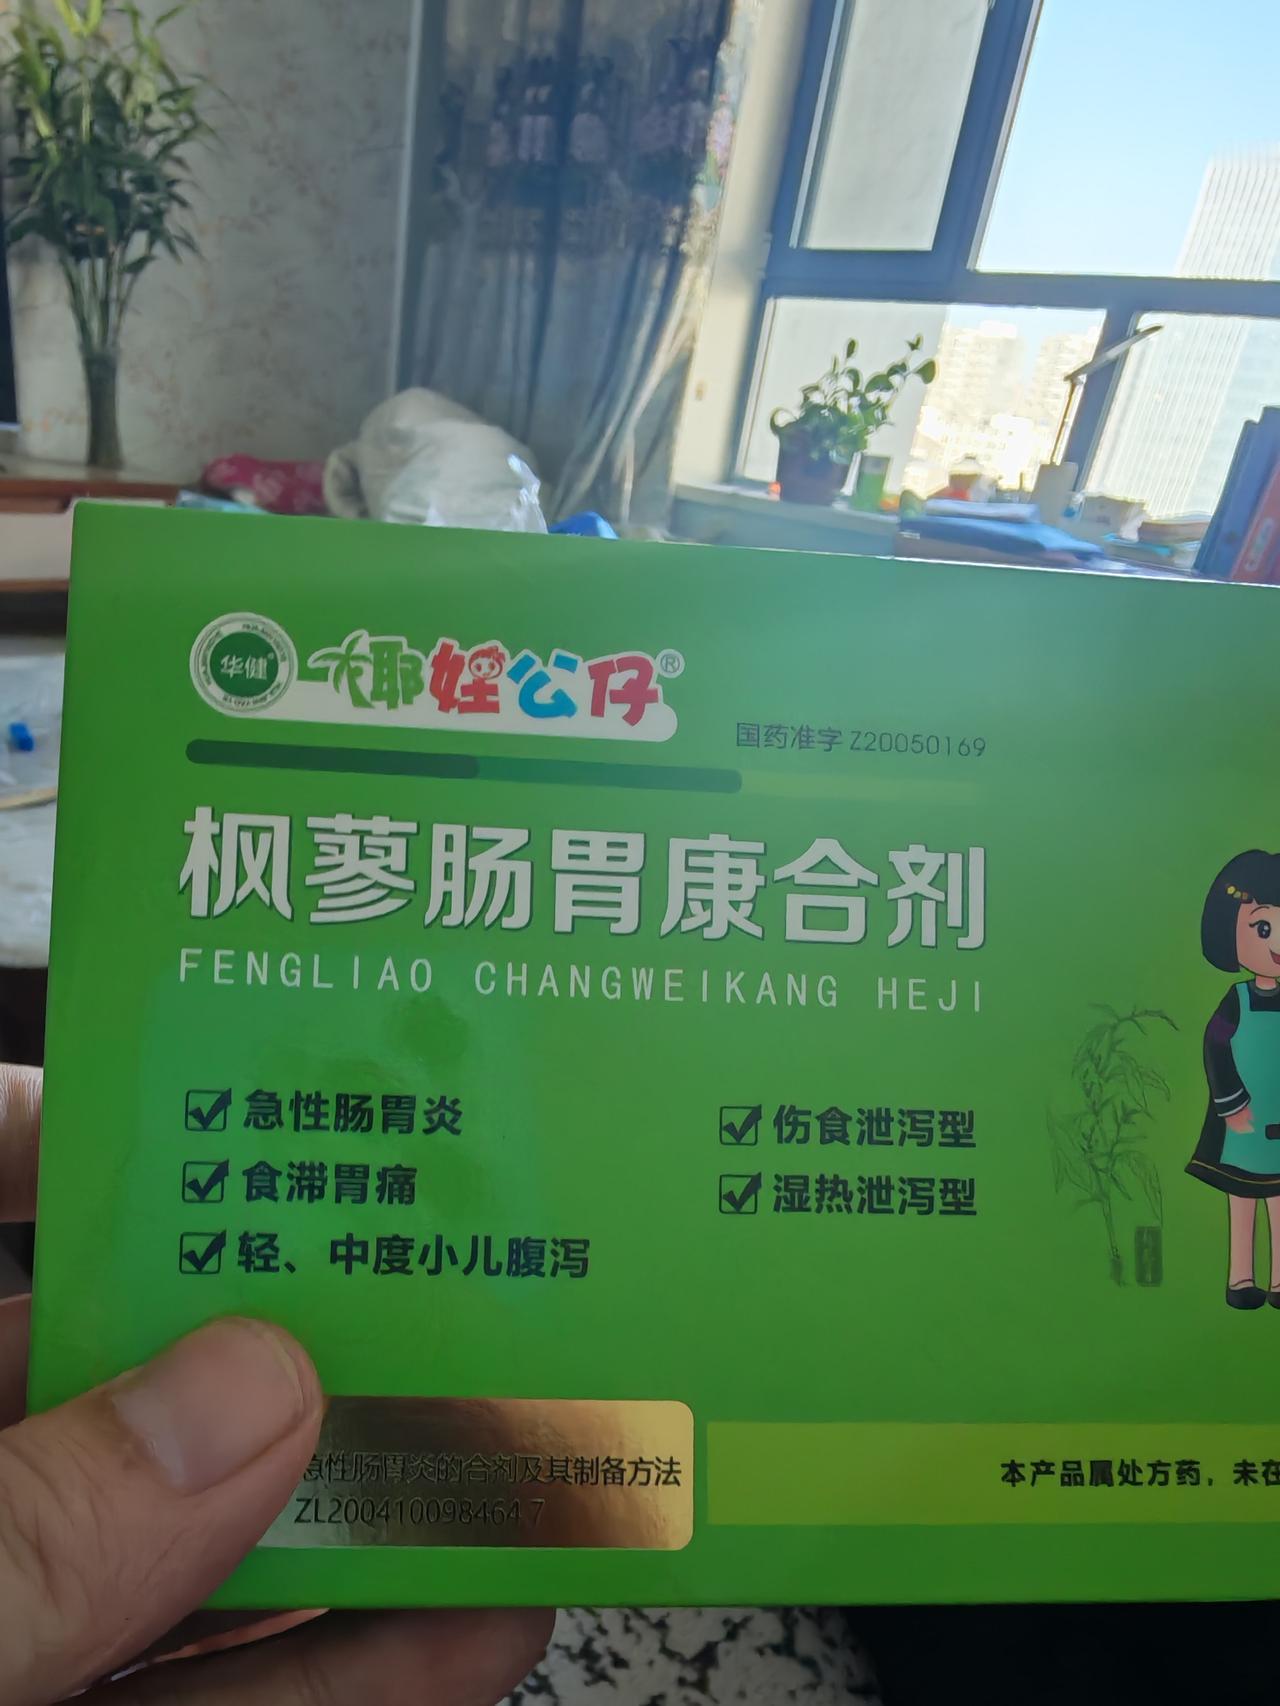 华健
椰娃公仔®
国药准字 Z20050169
枫蓼肠胃康合剂
FENGLIAO CHANGWEIKANG HEJI
急性肠胃炎
食滞胃痛
轻、中度小儿腹泻
伤食泄泻型
湿热泄泻型
急性肠胃炎的合剂及其制备方法
ZL200410098464 7
本产品属处方药，未在